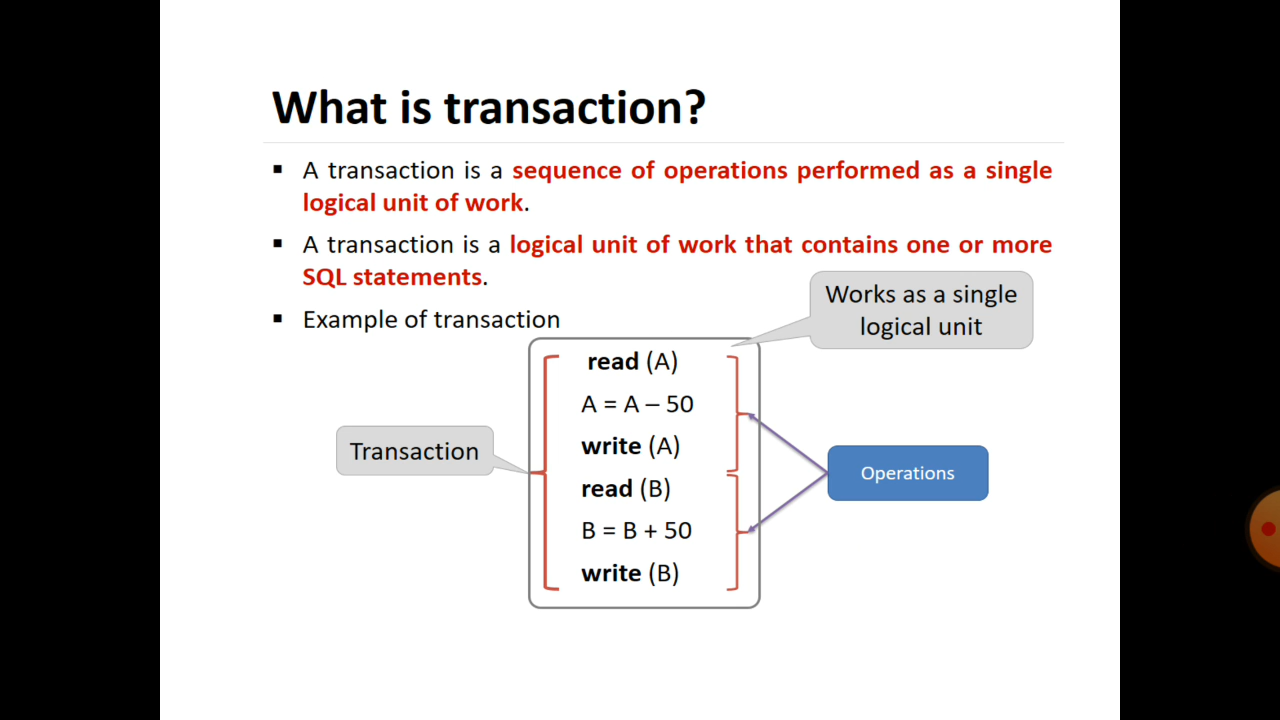 What is transaction?
▪ A transaction is a sequence of operations performed as a single
logical unit of work.
▪ A transaction is a logical unit of work that contains one or more
SQL statements.
▪ Example of transaction
Works as a single
logical unit
read (A)
A = A – 50
write (A)
read (B)
B = B + 50
write (B)
Transaction
Operations